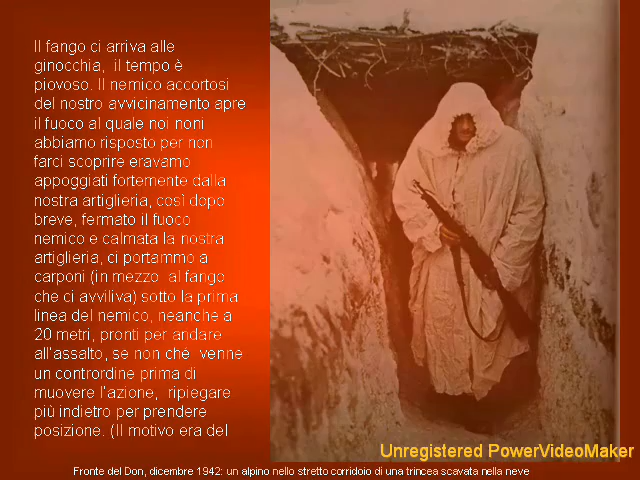 Il fango ci arriva alle
ginocchia, il tempo è
piovoso. Il nemico accortosi
del nostro avvicinamento apre
il fuoco al quale noi noni
abbiamo risposto per non
farci scoprire eravamo
appoggiati fortemente dalla
nostra artiglieria, così dopo
breve, fermato il fuoco
nemico e calmata la nostra
artiglieria, ci portammo a
carponi (in mezzo al fango
che ci avviliva) sotto la prima
linea del nemico, neanche a
20 metri, pronti per andare
all'assalto, se non ché venne
un contrordine prima di
muovere l'azione, ripiegare
più indietro per prendere
posizione. (Il motivo era del
Unregistered PowerVideoMaker
Fronte del Don, dicembre 1942: un alpino nello stretto corridoio di una trincea scavata nella neve